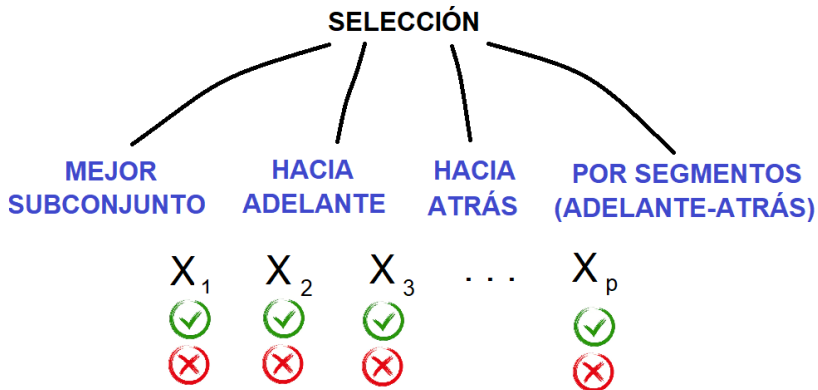 SELECCIÓN
MEJOR SUBCONJUNTO
HACIA ADELANTE
HACIA ATRÁS
POR SEGMENTOS (ADELANTE-ATRÁS)
X1 X2 X3 . . . Xp